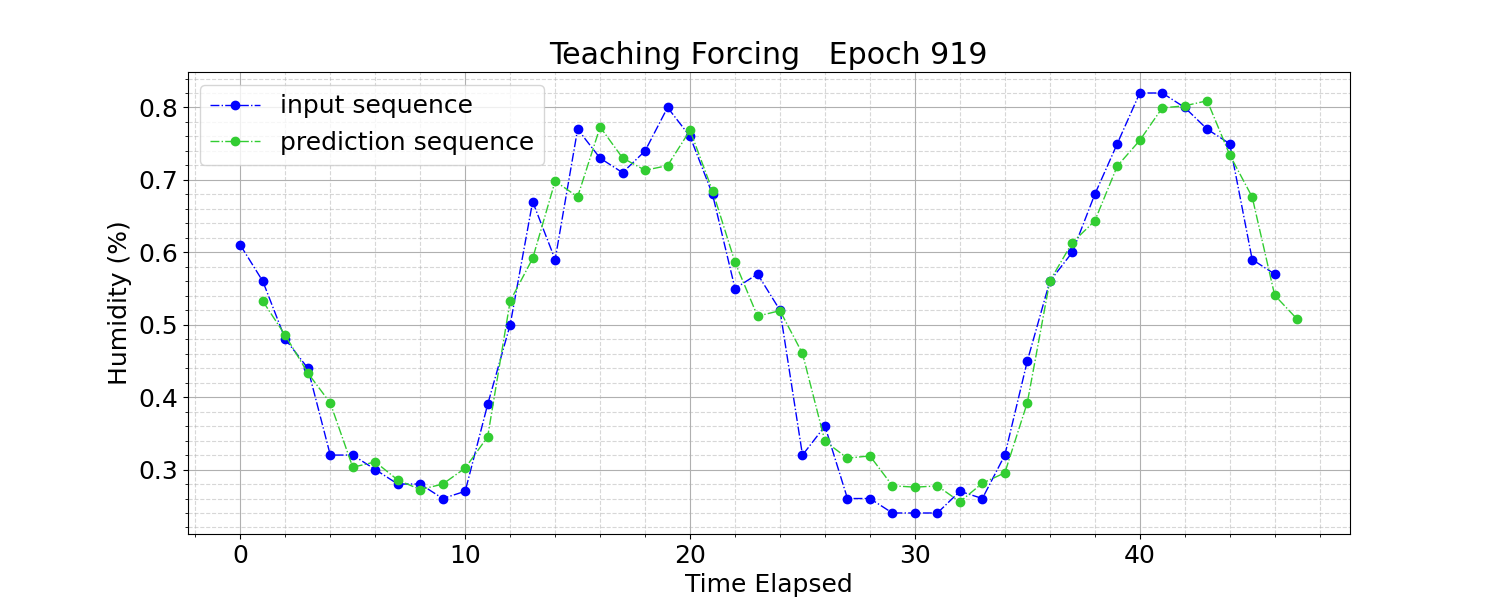 Teaching Forcing   Epoch 919
input sequence
prediction sequence
Humidity (%)
0.8
0.7
0.6
0.5
0.4
0.3
0 10 20 30 40
Time Elapsed